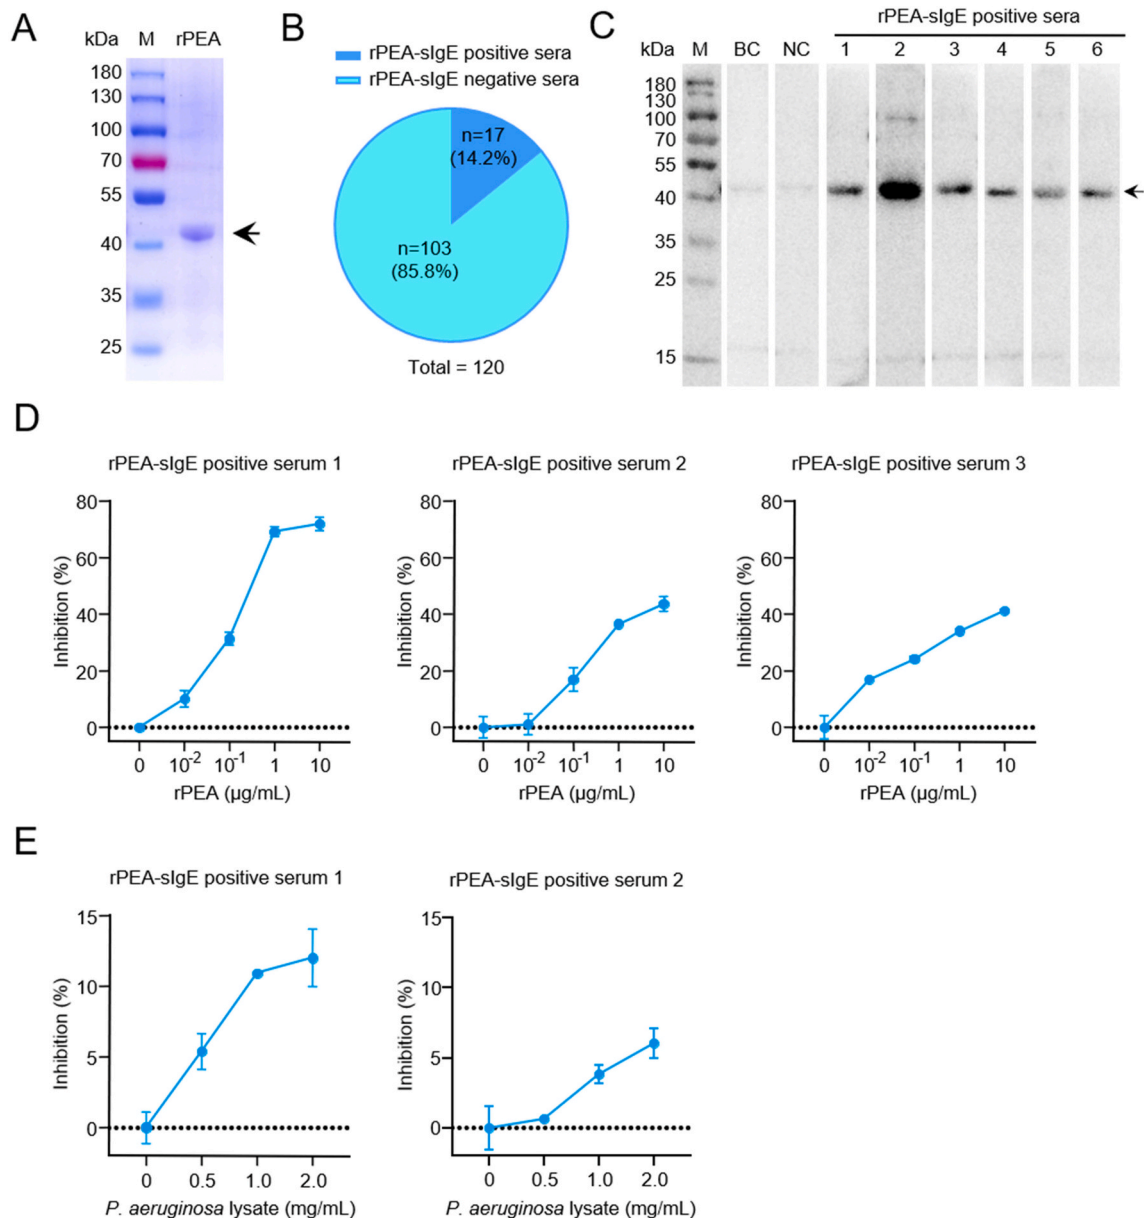 A
kDa M rPEA
180
130
100
70
55
40
35
25
B
rPEA-sIgE positive sera
rPEA-sIgE negative sera
n=17
(14.2%)
n=103
(85.8%)
Total = 120
C
rPEA-sIgE positive sera
kDa M BC NC 1 2 3 4 5 6
180
130
100
70
55
40
35
25
15
D
rPEA-sIgE positive serum 1
Inhibition (%)
80
60
40
20
0
0 10⁻² 10⁻¹ 1 10
rPEA (µg/mL)
rPEA-sIgE positive serum 2
Inhibition (%)
80
60
40
20
0
0 10⁻² 10⁻¹ 1 10
rPEA (µg/mL)
rPEA-sIgE positive serum 3
Inhibition (%)
80
60
40
20
0
0 10⁻² 10⁻¹ 1 10
rPEA (µg/mL)
E
rPEA-sIgE positive serum 1
Inhibition (%)
15
10
5
0
0 0.5 1.0 2.0
P. aeruginosa lysate (mg/mL)
rPEA-sIgE positive serum 2
Inhibition (%)
15
10
5
0
0 0.5 1.0 2.0
P. aeruginosa lysate (mg/mL)